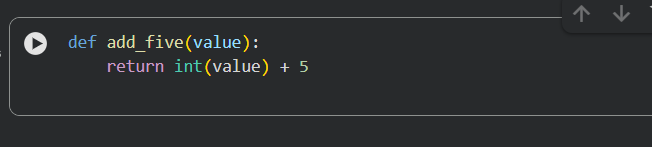 def add_five(value):
    return int(value) + 5